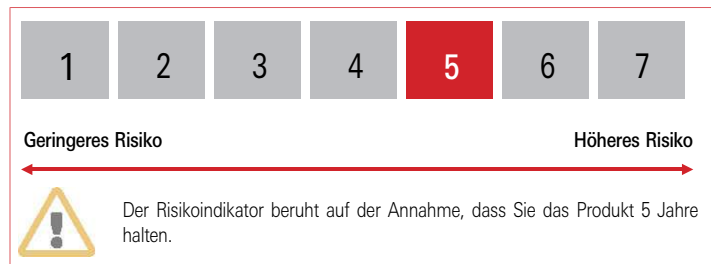 1 2 3 4 5 6 7
Geringeres Risiko Höheres Risiko
Der Risikoindikator beruht auf der Annahme, dass Sie das Produkt 5 Jahre
halten.